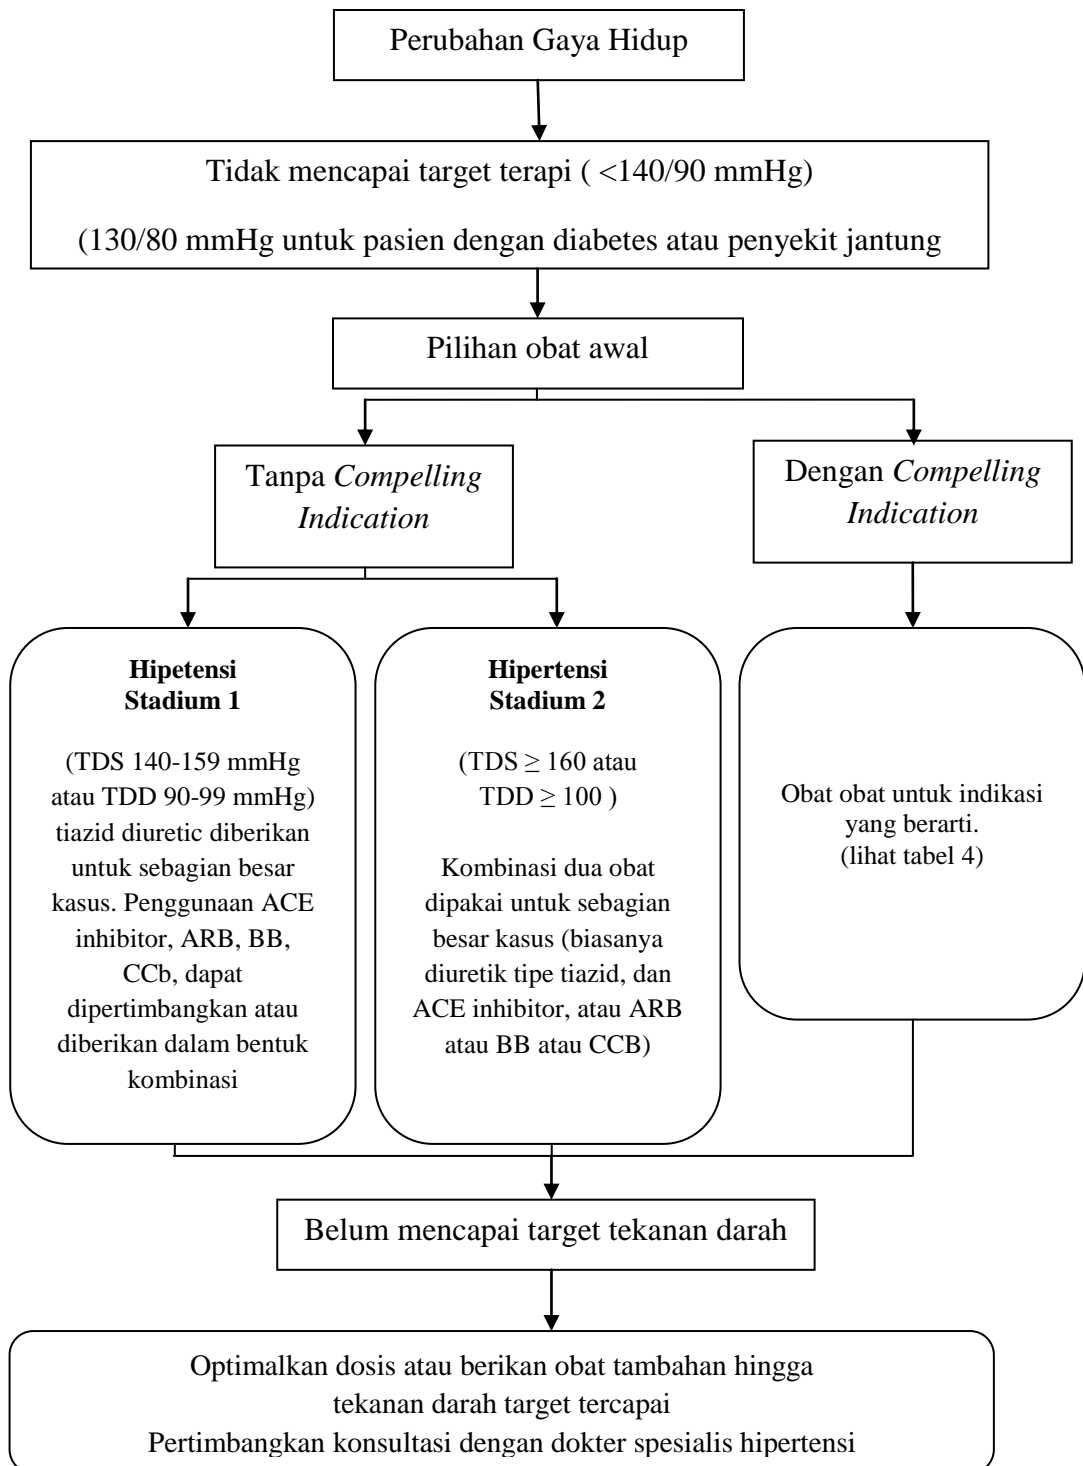 Perubahan Gaya Hidup
Tidak mencapai target terapi ( <140/90 mmHg)
(130/80 mmHg untuk pasien dengan diabetes atau penyekit jantung
Pilihan obat awal
Tanpa Compelling
Indication
Dengan Compelling
Indication
Hipetensi
Stadium 1
(TDS 140-159 mmHg
atau TDD 90-99 mmHg)
tiazid diuretic diberikan
untuk sebagian besar
kasus. Penggunaan ACE
inhibitor, ARB, BB,
CCb, dapat
dipertimbangkan atau
diberikan dalam bentuk
kombinasi
Hipertensi
Stadium 2
(TDS ≥ 160 atau
TDD ≥ 100 )
Kombinasi dua obat
dipakai untuk sebagian
besar kasus (biasanya
diuretik tipe tiazid, dan
ACE inhibitor, atau ARB
atau BB atau CCB)
Obat obat untuk indikasi
yang berarti.
(lihat tabel 4)
Belum mencapai target tekanan darah
Optimalkan dosis atau berikan obat tambahan hingga
tekanan darah target tercapai
Pertimbangkan konsultasi dengan dokter spesialis hipertensi